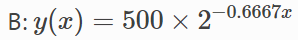 B: y(x) = 500 × 2^{-0.6667x}